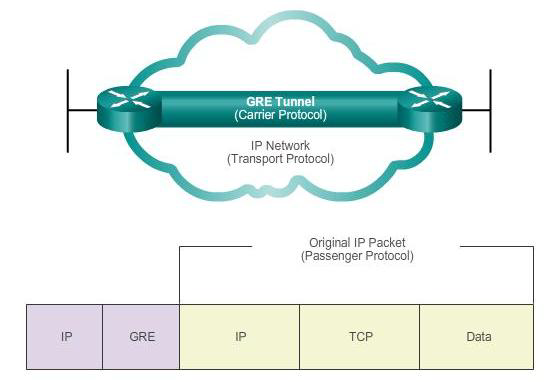 GRE Tunnel
(Carrier Protocol)
IP Network
(Transport Protocol)
Original IP Packet
(Passenger Protocol)
IP
GRE
IP
TCP
Data